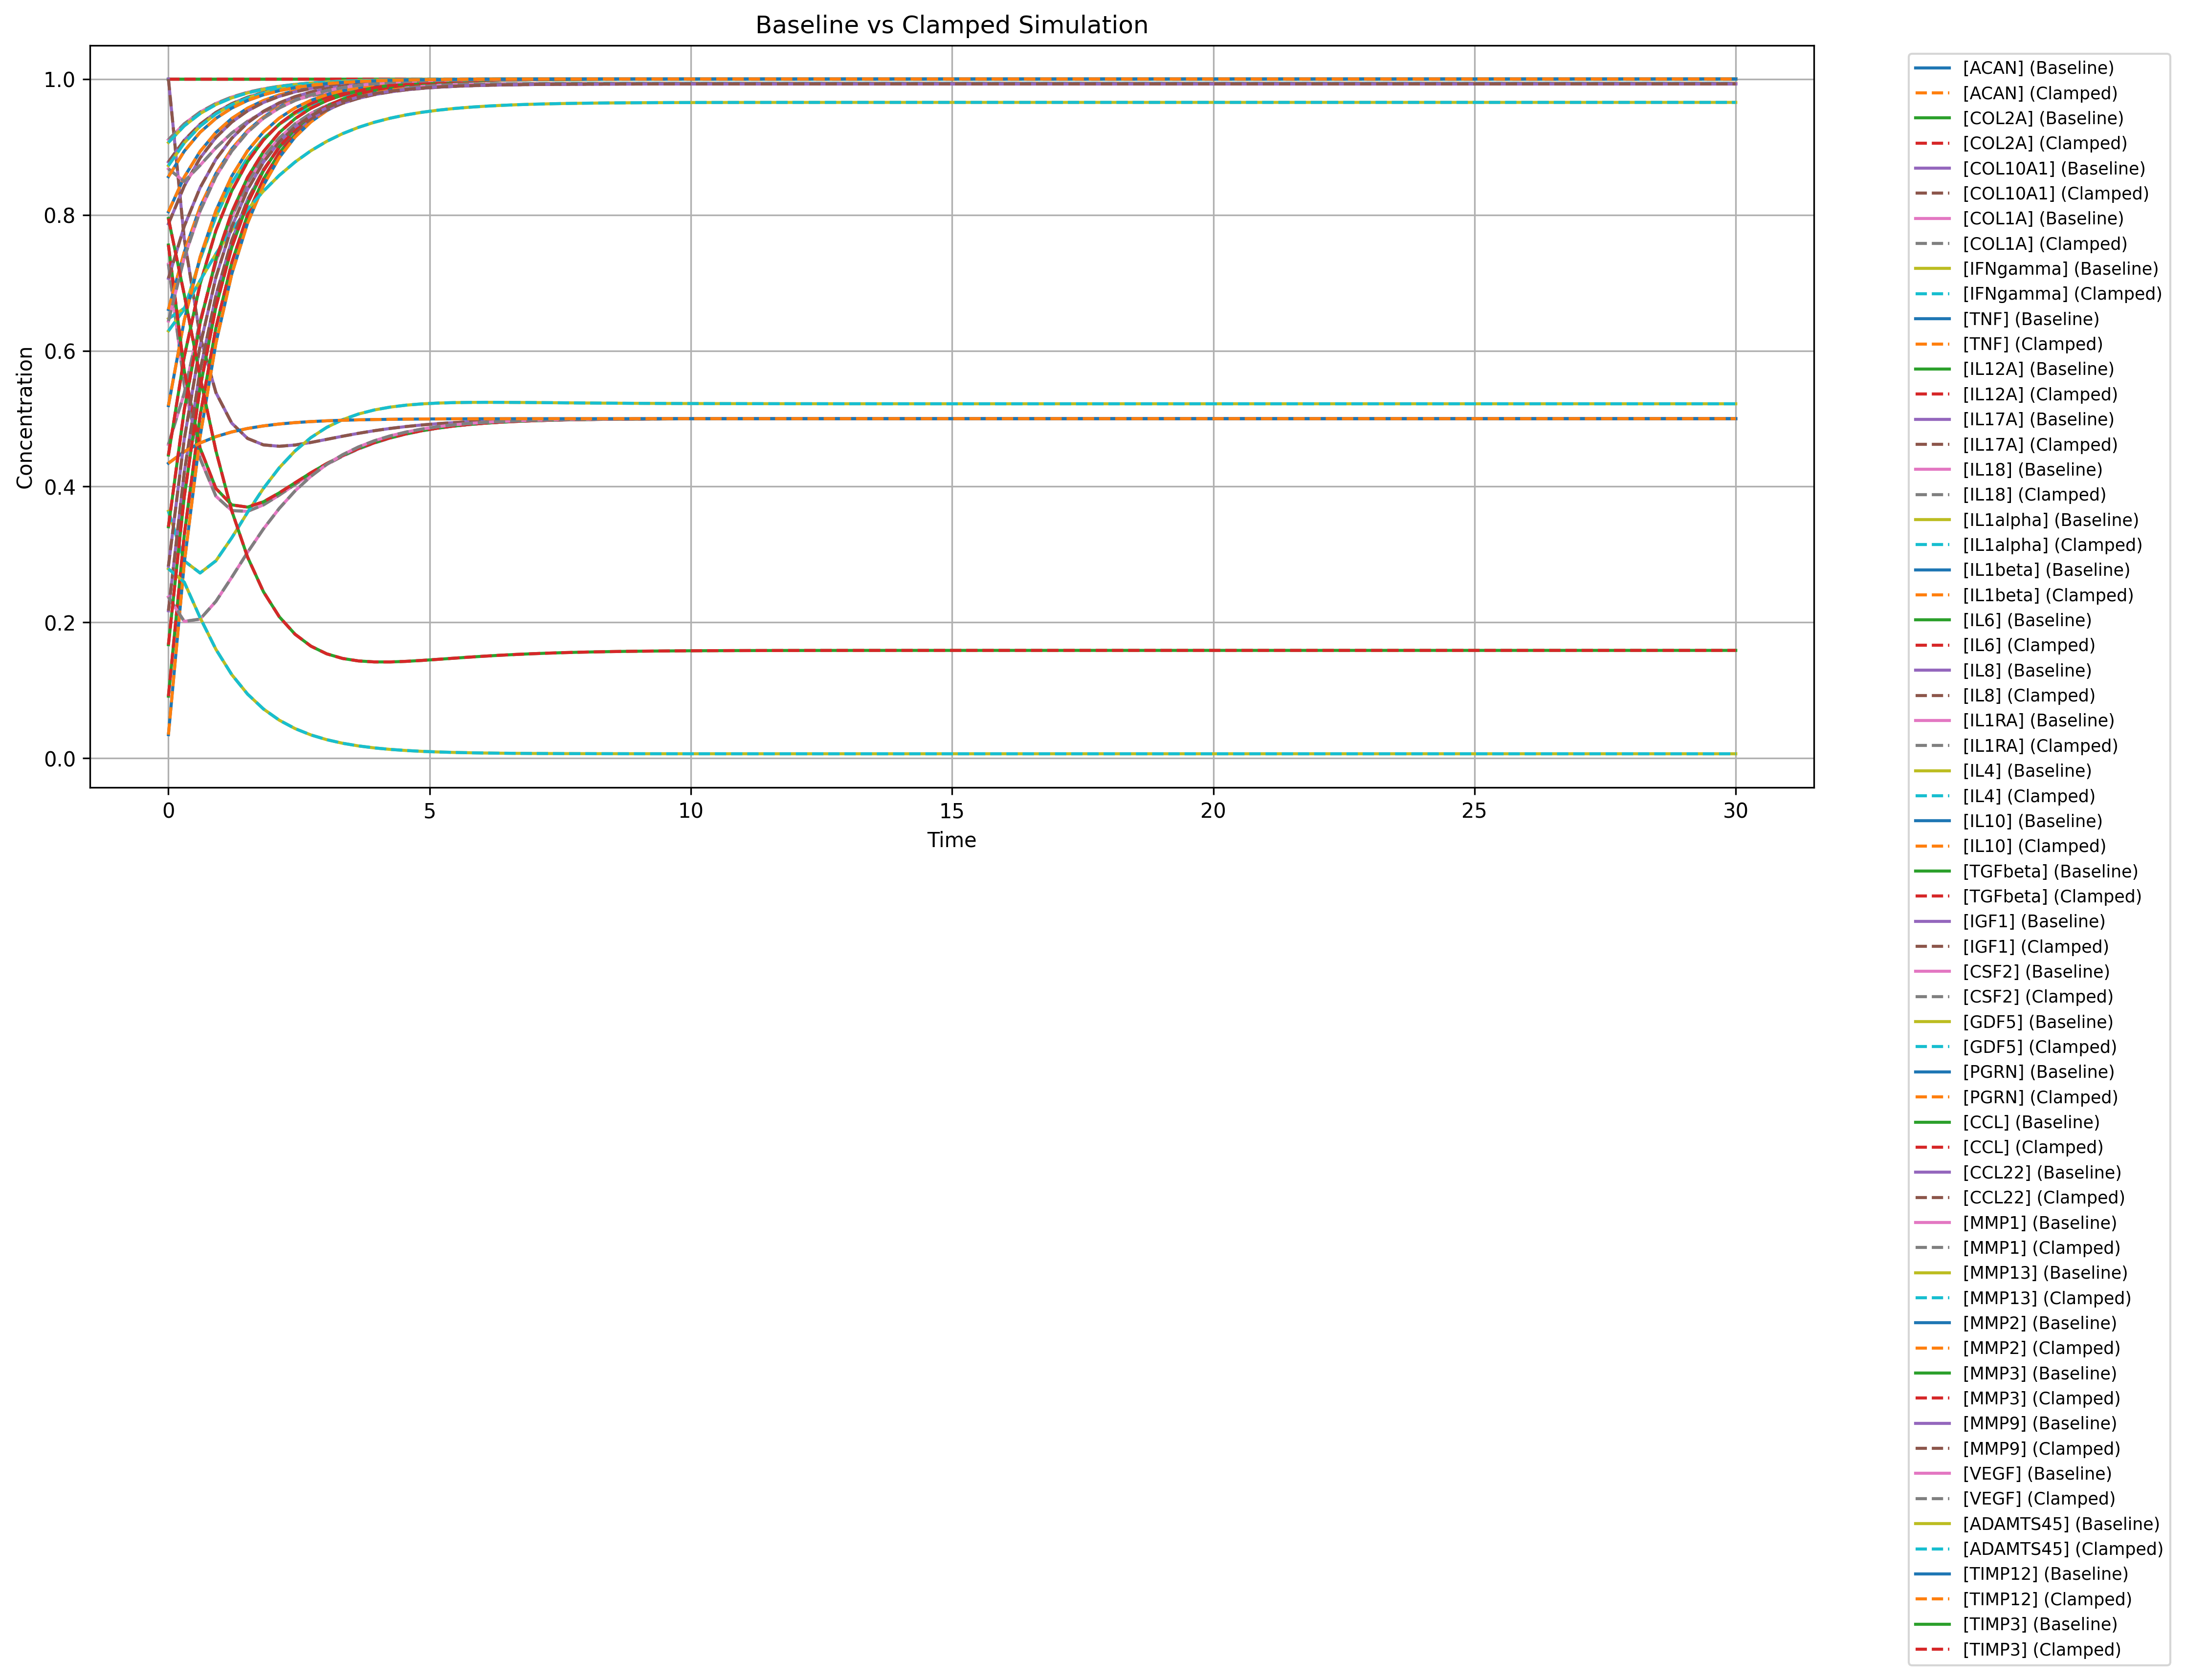 Baseline vs Clamped Simulation
Concentration
1.0
0.8
0.6
0.4
0.2
0.0
0 5 10 15 20 25 30
Time
[ACAN] (Baseline)
[ACAN] (Clamped)
[COL2A] (Baseline)
[COL2A] (Clamped)
[COL10A1] (Baseline)
[COL10A1] (Clamped)
[COL1A] (Baseline)
[COL1A] (Clamped)
[IFNgamma] (Baseline)
[IFNgamma] (Clamped)
[TNF] (Baseline)
[TNF] (Clamped)
[IL12A] (Baseline)
[IL12A] (Clamped)
[IL17A] (Baseline)
[IL17A] (Clamped)
[IL18] (Baseline)
[IL18] (Clamped)
[IL1alpha] (Baseline)
[IL1alpha] (Clamped)
[IL1beta] (Baseline)
[IL1beta] (Clamped)
[IL6] (Baseline)
[IL6] (Clamped)
[IL8] (Baseline)
[IL8] (Clamped)
[IL1RA] (Baseline)
[IL1RA] (Clamped)
[IL4] (Baseline)
[IL4] (Clamped)
[IL10] (Baseline)
[IL10] (Clamped)
[TGFbeta] (Baseline)
[TGFbeta] (Clamped)
[IGF1] (Baseline)
[IGF1] (Clamped)
[CSF2] (Baseline)
[CSF2] (Clamped)
[GDF5] (Baseline)
[GDF5] (Clamped)
[PGRN] (Baseline)
[PGRN] (Clamped)
[CCL] (Baseline)
[CCL] (Clamped)
[CCL22] (Baseline)
[CCL22] (Clamped)
[MMP1] (Baseline)
[MMP1] (Clamped)
[MMP13] (Baseline)
[MMP13] (Clamped)
[MMP2] (Baseline)
[MMP2] (Clamped)
[MMP3] (Baseline)
[MMP3] (Clamped)
[MMP9] (Baseline)
[MMP9] (Clamped)
[VEGF] (Baseline)
[VEGF] (Clamped)
[ADAMTS45] (Baseline)
[ADAMTS45] (Clamped)
[TIMP12] (Baseline)
[TIMP12] (Clamped)
[TIMP3] (Baseline)
[TIMP3] (Clamped)